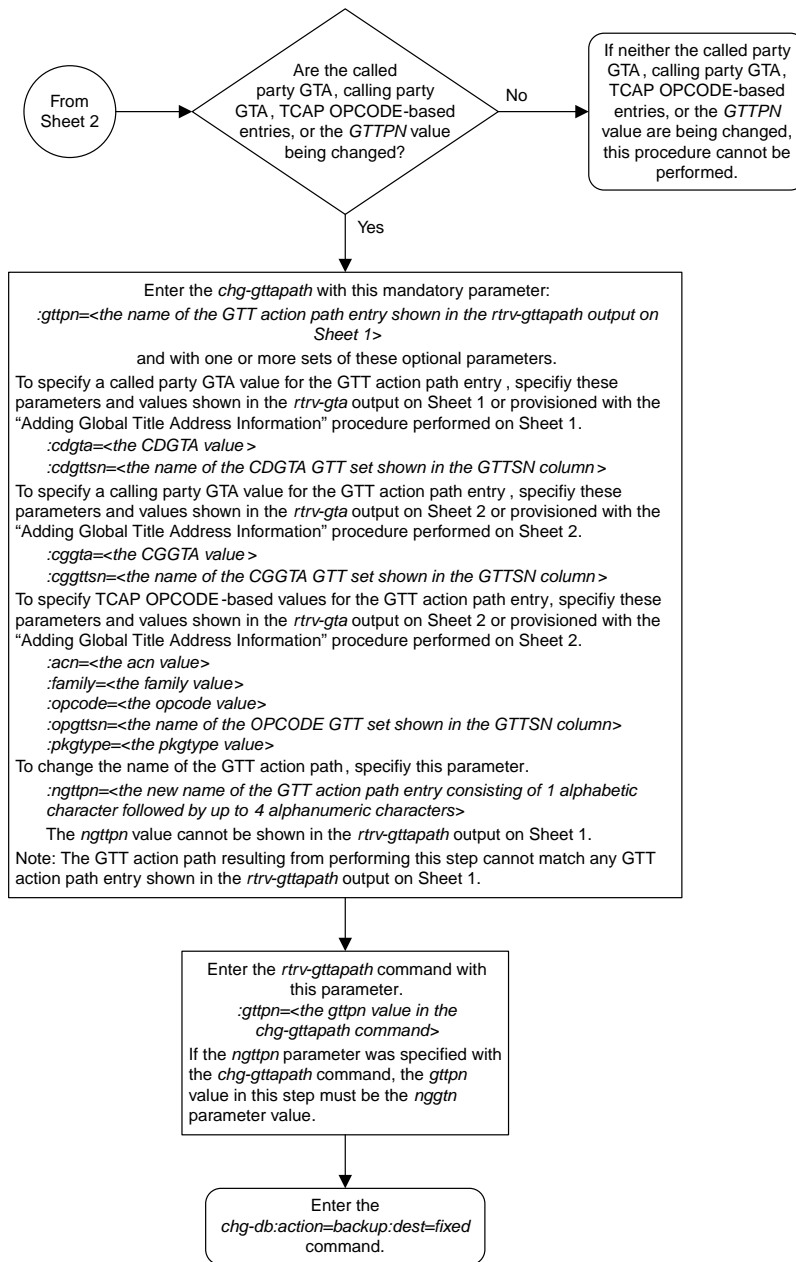 From
Sheet 2
Are the called
party GTA, calling party
GTA, TCAP OPCODE-based
entries, or the GTTPN value
being changed?
No
If neither the called party
GTA, calling party GTA,
TCAP OPCODE-based
entries, or the GTTPN
value are being changed,
this procedure cannot be
performed.
Yes
Enter the chg-gttapath with this mandatory parameter:
:gttpn=<the name of the GTT action path entry shown in the rtrv-gttapath output on
Sheet 1>
and with one or more sets of these optional parameters.
To specify a called party GTA value for the GTT action path entry, specifiy these
parameters and values shown in the rtrv-gta output on Sheet 1 or provisioned with the
“Adding Global Title Address Information” procedure performed on Sheet 1.
:cdgta=<the CDGTA value>
:cdgttsn=<the name of the CDGTA GTT set shown in the GTTSN column>
To specify a calling party GTA value for the GTT action path entry, specifiy these
parameters and values shown in the rtrv-gta output on Sheet 2 or provisioned with the
“Adding Global Title Address Information” procedure performed on Sheet 2.
:cggta=<the CGGTA value>
:cggttsn=<the name of the CGGTA GTT set shown in the GTTSN column>
To specify TCAP OPCODE-based values for the GTT action path entry, specifiy these
parameters and values shown in the rtrv-gta output on Sheet 2 or provisioned with the
“Adding Global Title Address Information” procedure performed on Sheet 2.
:acn=<the acn value>
:family=<the family value>
:opcode=<the opcode value>
:opgttsn=<the name of the OPCODE GTT set shown in the GTTSN column>
:pkgtype=<the pkgtype value>
To change the name of the GTT action path, specifiy this parameter.
:ngttpn=<the new name of the GTT action path entry consisting of 1 alphabetic
character followed by up to 4 alphanumeric characters>
The ngttpn value cannot be shown in the rtrv-gttapath output on Sheet 1.
Note: The GTT action path resulting from performing this step cannot match any GTT
action path entry shown in the rtrv-gttapath output on Sheet 1.
Enter the rtrv-gttapath command with
this parameter.
:gttpn=<the gttpn value in the
chg-gttapath command>
If the ngttpn parameter was specified with
the chg-gttapath command, the gttpn
value in this step must be the nggtn
parameter value.
Enter the
chg-db:action=backup:dest=fixed
command.